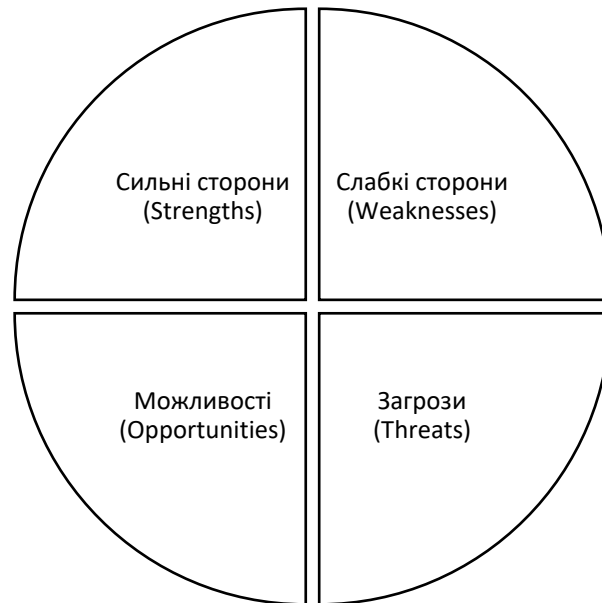 Сильні сторони
(Strengths)
Слабкі сторони
(Weaknesses)
Можливості
(Opportunities)
Загрози
(Threats)